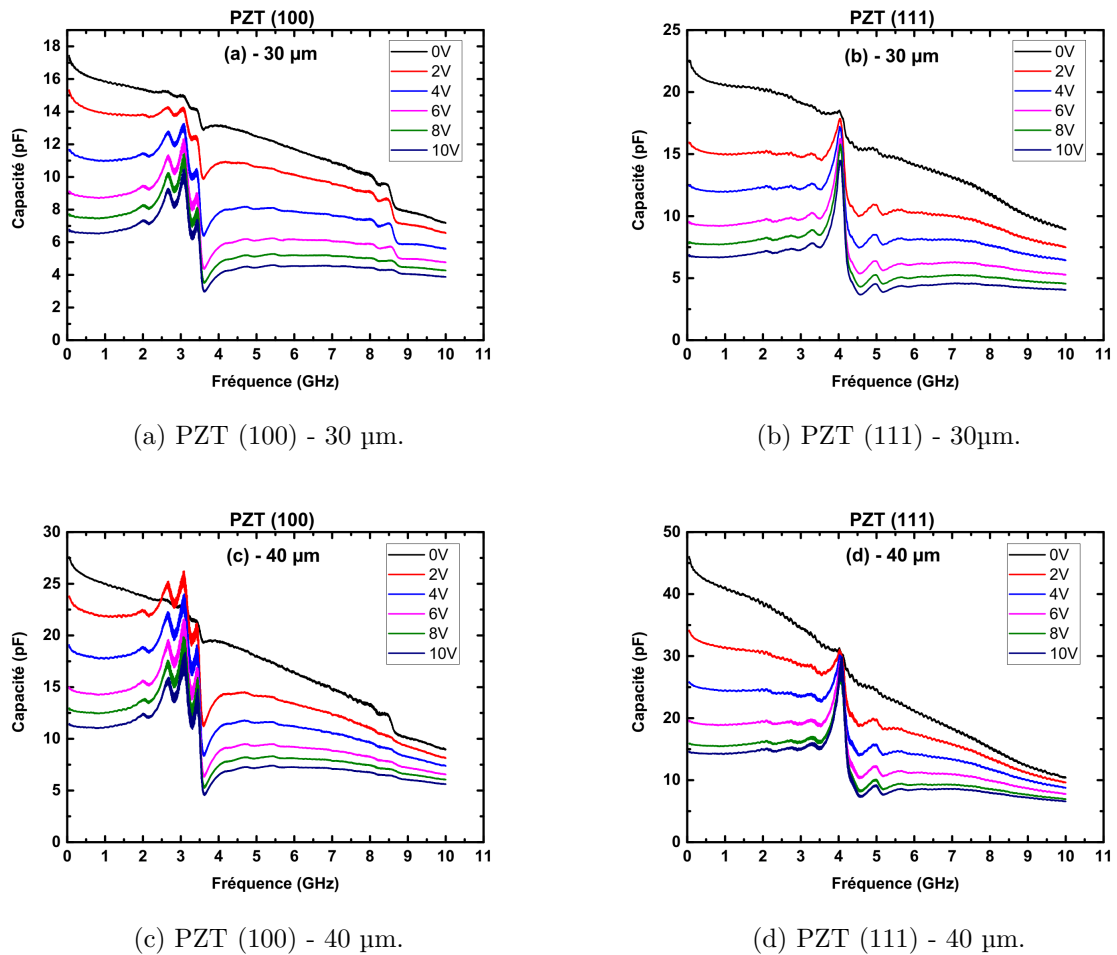 PZT (100)
(a) - 30 µm
0V
2V
4V
6V
8V
10V
Capacité (pF)
18
16
14
12
10
8
6
4
2
0
0 1 2 3 4 5 6 7 8 9 10 11
Fréquence (GHz)
(a) PZT (100) - 30 µm.
PZT (111)
(b) - 30 µm
0V
2V
4V
6V
8V
10V
Capacité (pF)
25
20
15
10
5
0
0 1 2 3 4 5 6 7 8 9 10 11
Fréquence (GHz)
(b) PZT (111) - 30µm.
PZT (100)
(c) - 40 µm
0V
2V
4V
6V
8V
10V
Capacité (pF)
30
25
20
15
10
5
0
0 1 2 3 4 5 6 7 8 9 10 11
Fréquence (GHz)
(c) PZT (100) - 40 µm.
PZT (111)
(d) - 40 µm
0V
2V
4V
6V
8V
10V
Capacité (pF)
50
40
30
20
10
0
0 1 2 3 4 5 6 7 8 9 10 11
Fréquence (GHz)
(d) PZT (111) - 40 µm.